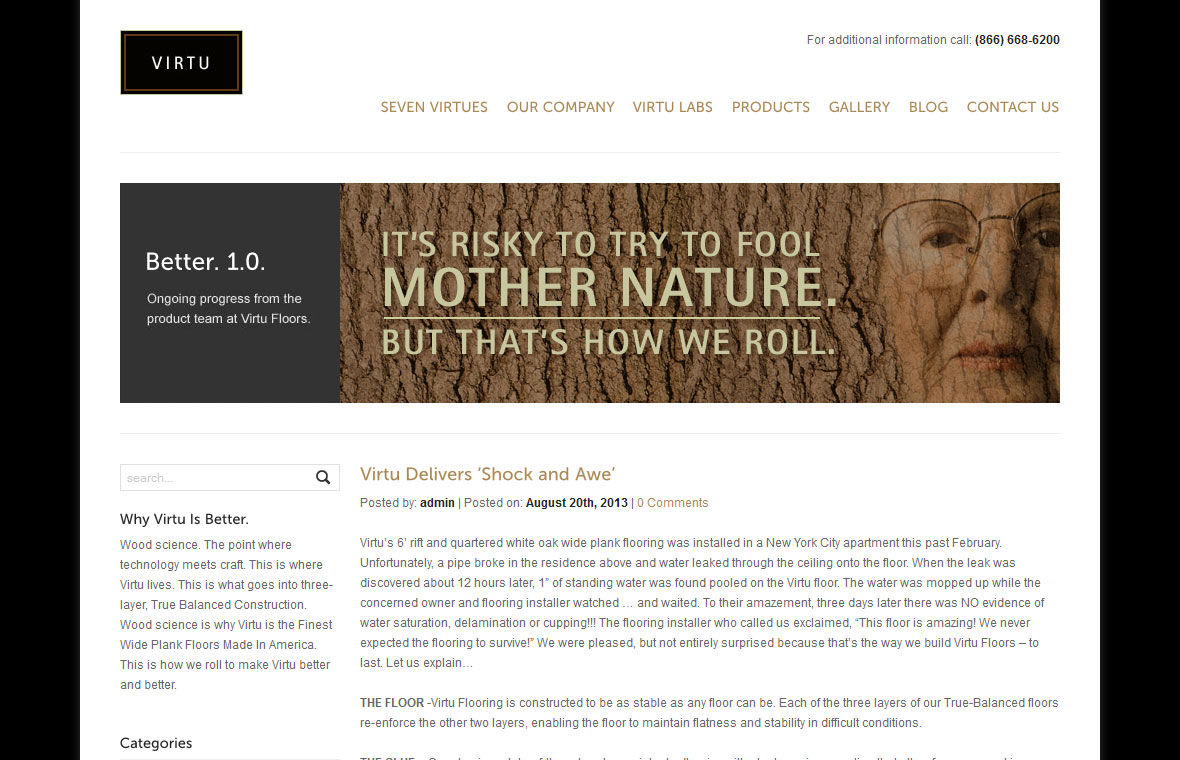 VIRTU
For additional information call: (866) 668-6200
SEVEN VIRTUES OUR COMPANY VIRTU LABS PRODUCTS GALLERY BLOG CONTACT US
Better. 1.0.
Ongoing progress from the
product team at Virtu Floors.
IT'S RISKY TO TRY TO FOOL
MOTHER NATURE.
BUT THAT'S HOW WE ROLL.
search...
Why Virtu Is Better.
Wood science. The point where
technology meets craft. This is where
Virtu lives. This is what goes into three-
layer, True Balanced Construction.
Wood science is why Virtu is the Finest
Wide Plank Floors Made In America.
This is how we roll to make Virtu better
and better.
Categories
Virtu Delivers ‘Shock and Awe’
Posted by: admin | Posted on: August 20th, 2013 | 0 Comments
Virtu’s 6’ rift and quartered white oak wide plank flooring was installed in a New York City apartment this past February.
Unfortunately, a pipe broke in the residence above and water leaked through the ceiling onto the floor. When the leak was
discovered about 12 hours later, 1” of standing water was found pooled on the Virtu floor. The water was mopped up while the
concerned owner and flooring installer watched … and waited. To their amazement, three days later there was NO evidence of
water saturation, delamination or cupping!!! The flooring installer who called us exclaimed, “This floor is amazing! We never
expected the flooring to survive!” We were pleased, but not entirely surprised because that’s the way we build Virtu Floors – to
last. Let us explain…
THE FLOOR -Virtu Flooring is constructed to be as stable as any floor can be. Each of the three layers of our True-Balanced floors
re-enforce the other two layers, enabling the floor to maintain flatness and stability in difficult conditions.